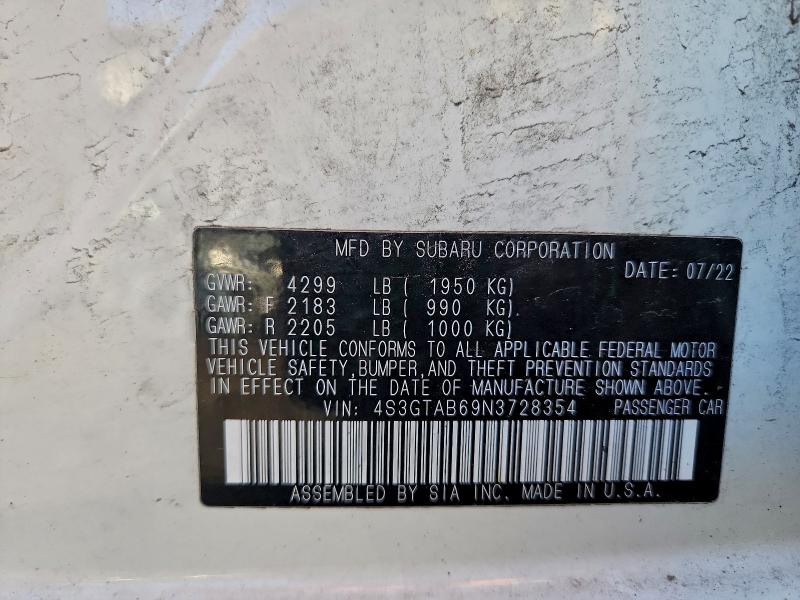 MFD BY SUBARU CORPORATION
DATE: 07/22
GVWR: 4299 LB ( 1950 KG)
GAWR: F 2183 LB ( 990 KG).
GAWR: R 2205 LB ( 1000 KG)
THIS VEHICLE CONFORMS TO ALL APPLICABLE FEDERAL MOTOR
VEHICLE SAFETY, BUMPER, AND THEFT PREVENTION STANDARDS
IN EFFECT ON THE DATE OF MANUFACTURE SHOWN ABOVE.
VIN: 4S3GTAB69N3728354 PASSENGER CAR
ASSEMBLED BY SIA INC. MADE IN U.S.A.